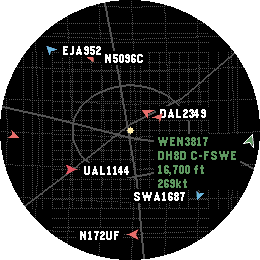 EJA952
N5096C
DAL2349
WEN3817
DH8D C-FSWE
16,700 ft
269kt
UAL1144
SWA1687
N172UF